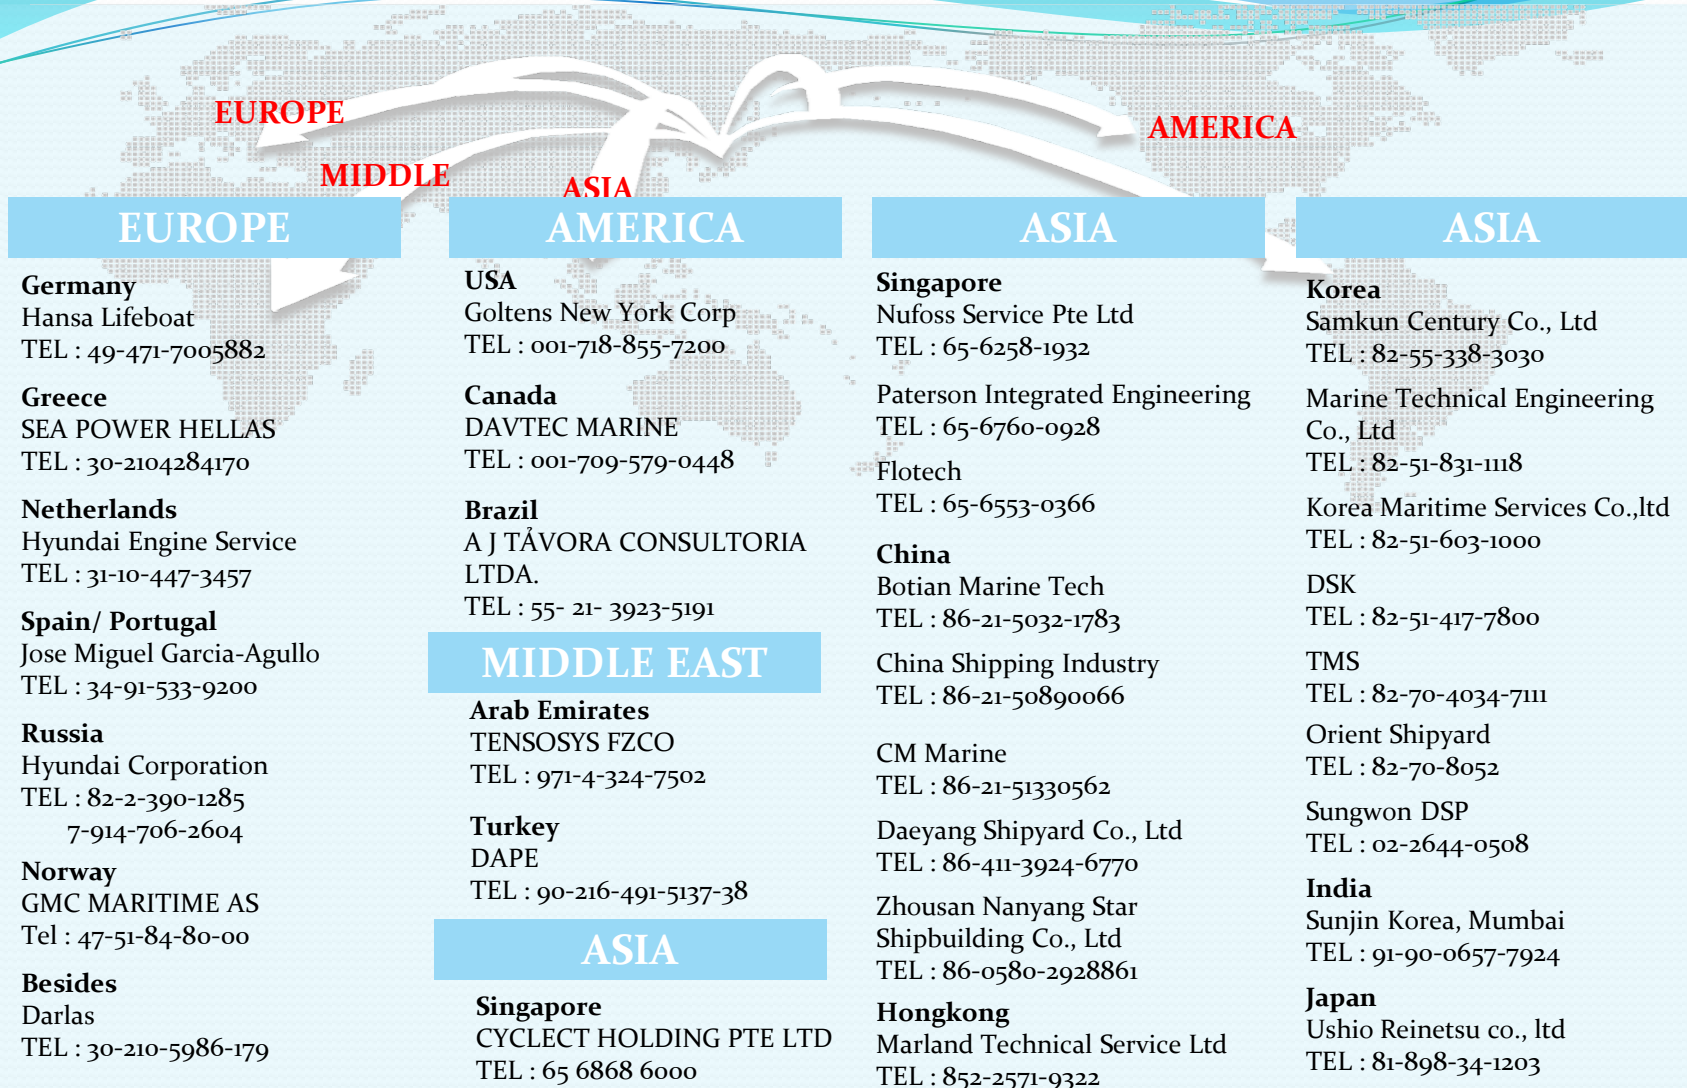 EUROPE
MIDDLE
ASIA
AMERICA
EUROPE
Germany
Hansa Lifeboat
TEL : 49-471-7005882
Greece
SEA POWER HELLAS
TEL : 30-2104284170
Netherlands
Hyundai Engine Service
TEL : 31-10-447-3457
Spain/ Portugal
Jose Miguel Garcia-Agullo
TEL : 34-91-533-9200
Russia
Hyundai Corporation
TEL : 82-2-390-1285
7-914-706-2604
Norway
GMC MARITIME AS
Tel : 47-51-84-80-00
Besides
Darlas
TEL : 30-210-5986-179
AMERICA
USA
Goltens New York Corp
TEL : 001-718-855-7200
Canada
DAVTEC MARINE
TEL : 001-709-579-0448
Brazil
A J TẢVORA CONSULTORIA
LTDA.
TEL : 55- 21- 3923-5191
MIDDLE EAST
Arab Emirates
TENSOSYS FZCO
TEL : 971-4-324-7502
Turkey
DAPE
TEL : 90-216-491-5137-38
ASIA
Singapore
CYCLECT HOLDING PTE LTD
TEL : 65 6868 6000
ASIA
Singapore
Nufoss Service Pte Ltd
TEL : 65-6258-1932
Paterson Integrated Engineering
TEL : 65-6760-0928
Flotech
TEL : 65-6553-0366
China
Botian Marine Tech
TEL : 86-21-5032-1783
China Shipping Industry
TEL : 86-21-50890066
CM Marine
TEL : 86-21-51330562
Daeyang Shipyard Co., Ltd
TEL : 86-411-3924-6770
Zhousan Nanyang Star
Shipbuilding Co., Ltd
TEL : 86-0580-2928861
Hongkong
Marland Technical Service Ltd
TEL : 852-2571-9322
ASIA
Korea
Samkun Century Co., Ltd
TEL : 82-55-338-3030
Marine Technical Engineering
Co., Ltd
TEL : 82-51-831-1118
Korea Maritime Services Co.,ltd
TEL : 82-51-603-1000
DSK
TEL : 82-51-417-7800
TMS
TEL : 82-70-4034-7111
Orient Shipyard
TEL : 82-70-8052
Sungwon DSP
TEL : 02-2644-0508
India
Sunjin Korea, Mumbai
TEL : 91-90-0657-7924
Japan
Ushio Reinetsu co., ltd
TEL : 81-898-34-1203